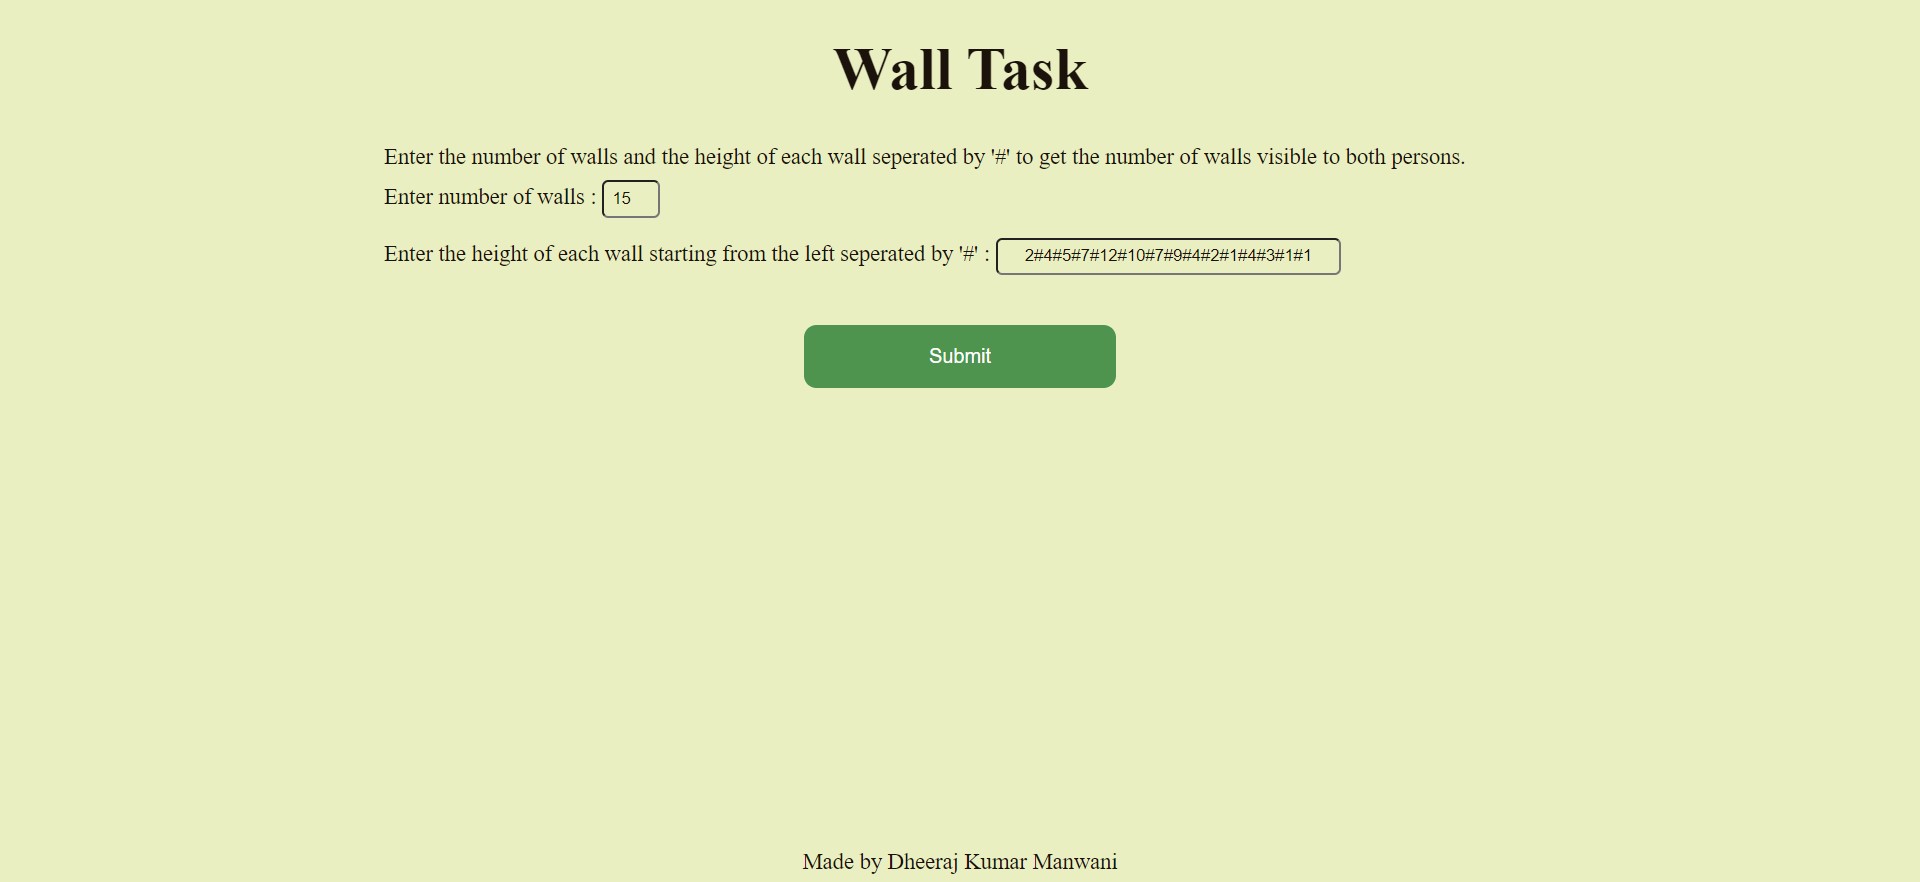 Wall Task
Enter the number of walls and the height of each wall seperated by '#' to get the number of walls visible to both persons.
Enter number of walls : 15
Enter the height of each wall starting from the left seperated by '#' : 2#4#5#7#12#10#7#9#4#2#1#4#3#1#1
Submit
Made by Dheeraj Kumar Manwani